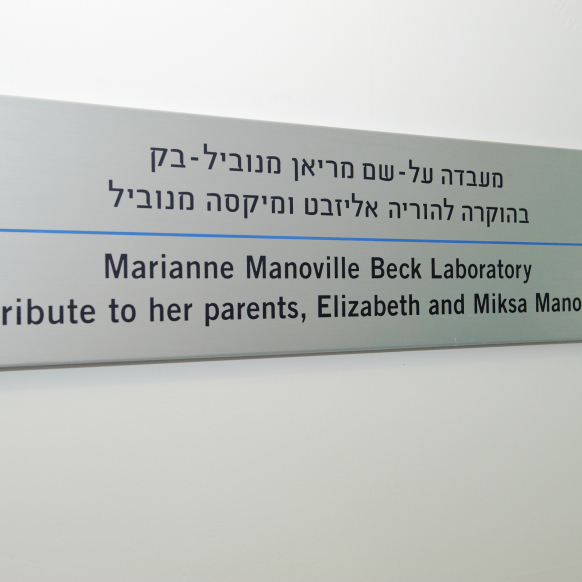 מעבדה על-שם מריאן מנוביל-בק
בהוקרה להוריה אליזבט ומיקסה מנוביל
Marianne Manoville Beck Laboratory
ribute to her parents, Elizabeth and Miksa Mano